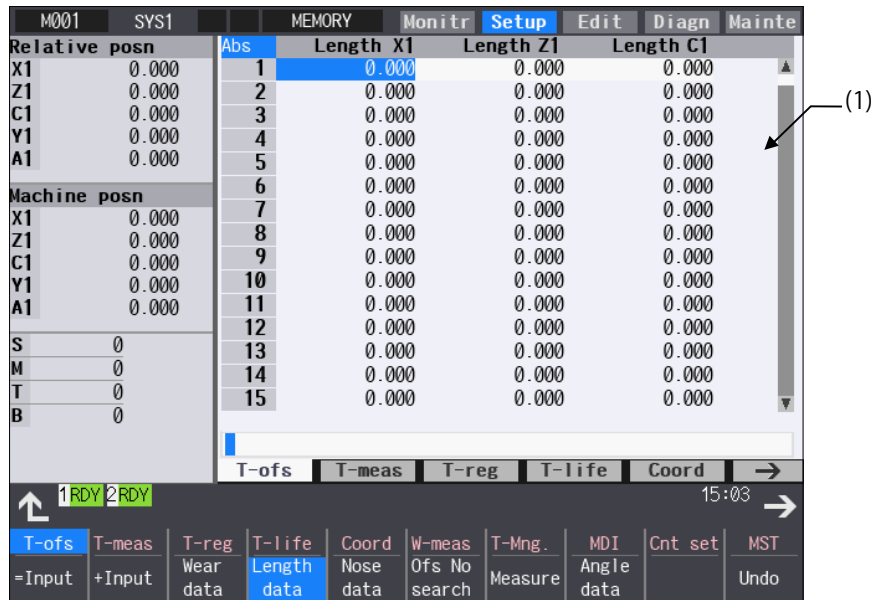 M001 SYS1 MEMORY Monitr Setup Edit Diagn Mainte
Relative posn
X1 0.000
Z1 0.000
C1 0.000
Y1 0.000
A1 0.000
Machine posn
X1 0.000
Z1 0.000
C1 0.000
Y1 0.000
A1 0.000
S 0
M 0
T 0
B 0
Abs Length X1 Length Z1 Length C1
1 0.000 0.000 0.000
2 0.000 0.000 0.000
3 0.000 0.000 0.000
4 0.000 0.000 0.000
5 0.000 0.000 0.000
6 0.000 0.000 0.000
7 0.000 0.000 0.000
8 0.000 0.000 0.000
9 0.000 0.000 0.000
10 0.000 0.000 0.000
11 0.000 0.000 0.000
12 0.000 0.000 0.000
13 0.000 0.000 0.000
14 0.000 0.000 0.000
15 0.000 0.000 0.000
(1)
T-ofs T-meas T-reg T-life Coord →
1RDY 2RDY 15:03
T-ofs T-meas T-reg T-life Coord W-meas T-Mng. MDI Cnt set MST
=Input +Input Wear data Length data Nose data Ofs No search Measure Angle data Undo